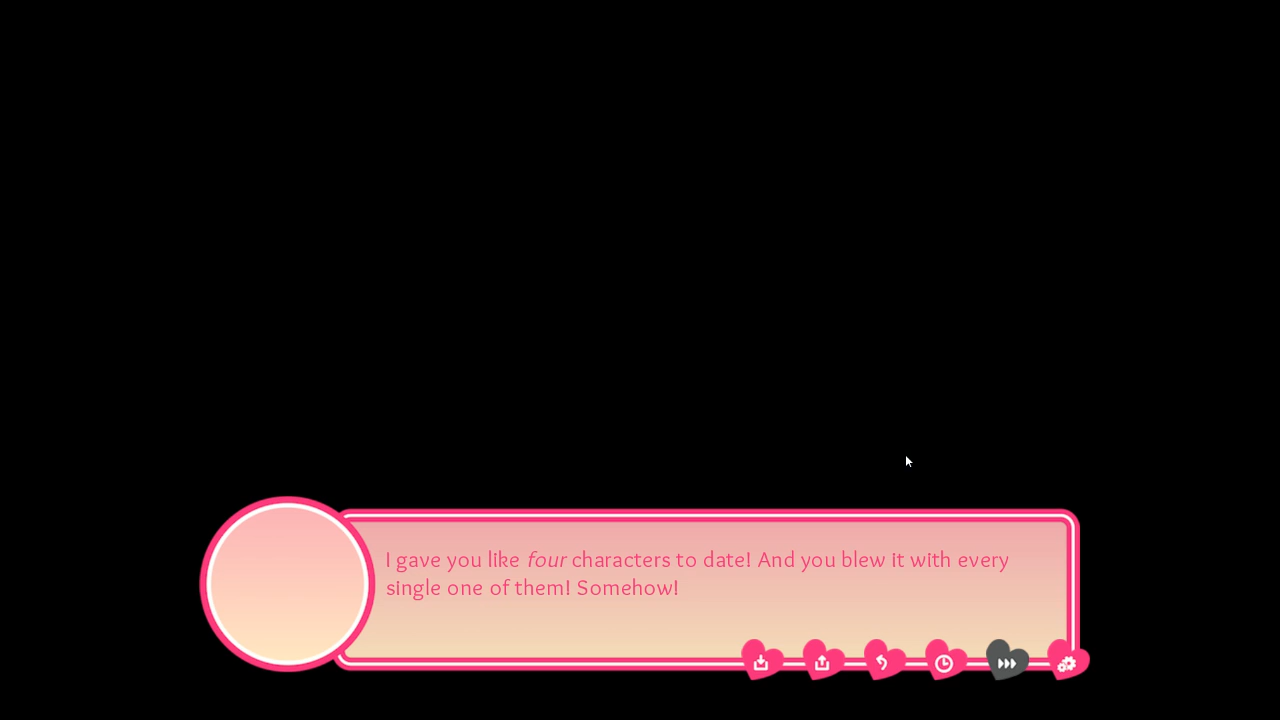 I gave you like four characters to date! And you blew it with every
single one of them! Somehow!